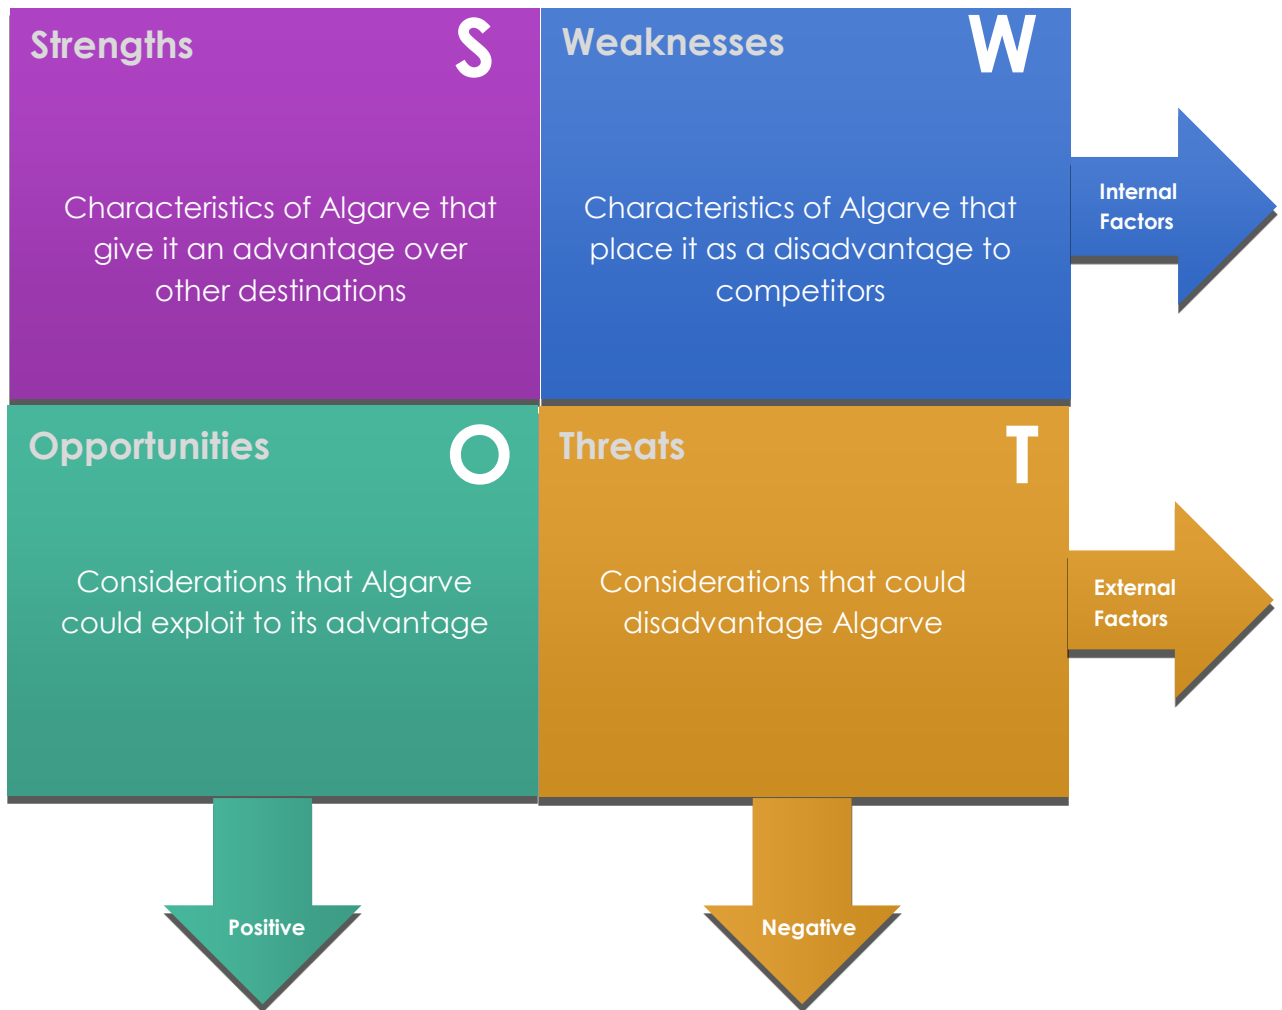 Strengths S
Weaknesses W
Characteristics of Algarve that
give it an advantage over
other destinations
Characteristics of Algarve that
place it as a disadvantage to
competitors
Internal
Factors
Opportunities O
Threats T
Considerations that Algarve
could exploit to its advantage
Considerations that could
disadvantage Algarve
External
Factors
Positive
Negative